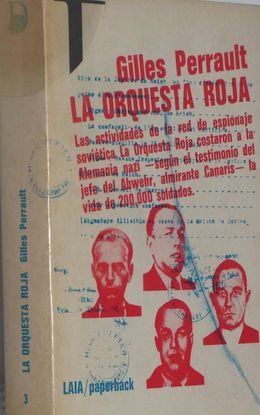 Gilles Perrault
LA ORQUESTA ROJA
Las actividades de la red de espionaje
soviética La Orquesta Roja costaron a la
Alemania nazi —según el testimonio del
jefe del Abwehr, almirante Canaris— la
vida de 200.000 soldados.
LAIA paperback
LA ORQUESTA ROJA Gilles Perrault
3